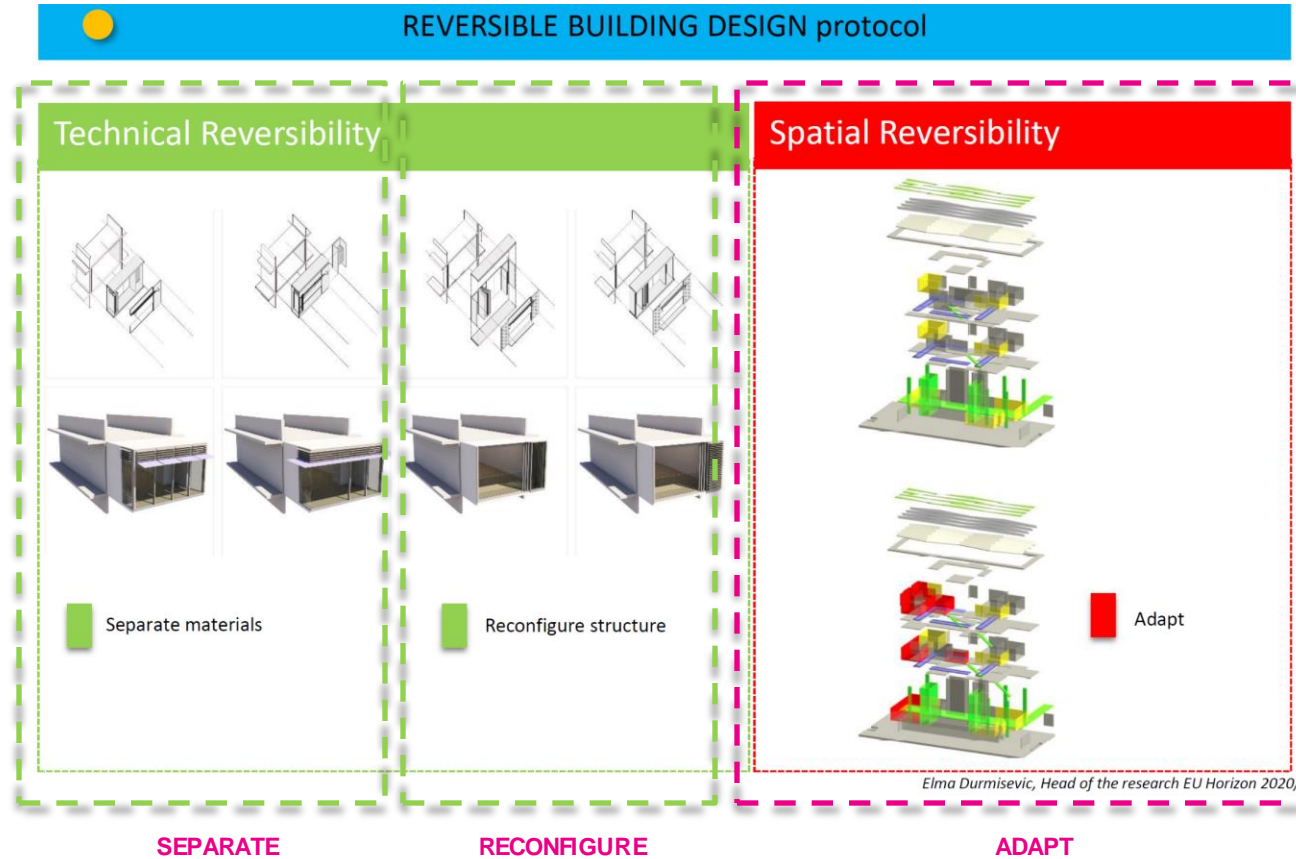 REVERSIBLE BUILDING DESIGN protocol
Technical Reversibility
Spatial Reversibility
Separate materials
Reconfigure structure
Adapt
Elma Durmisevic, Head of the research EU Horizon 2020,
SEPARATE
RECONFIGURE
ADAPT